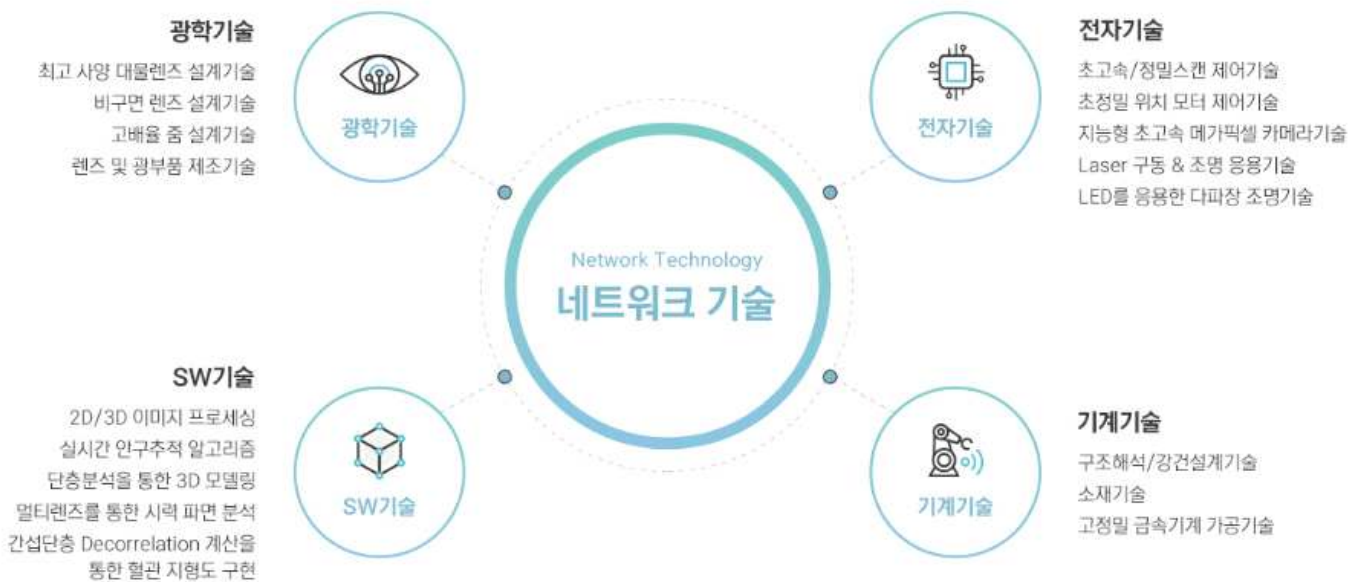 광학기술
최고 사양 대물렌즈 설계기술
비구면 렌즈 설계기술
고배율 줌 설계기술
렌즈 및 광부품 제조기술
광학기술
전자기술
전자기술
초고속/정밀스캔 제어기술
초정밀 위치 모터 제어기술
지능형 초고속 메가픽셀 카메라기술
Laser 구동 & 조명 응용기술
LED를 응용한 다파장 조명기술
Network Technology
네트워크 기술
SW기술
2D/3D 이미지 프로세싱
실시간 안구추적 알고리즘
단층분석을 통한 3D 모델링
멀티렌즈를 통한 시력 파면 분석
간섭단층 Decorrelation 계산을
통한 혈관 지형도 구현
SW기술
기계기술
기계기술
구조해석/강건설계기술
소재기술
고정밀 금속기계 가공기술